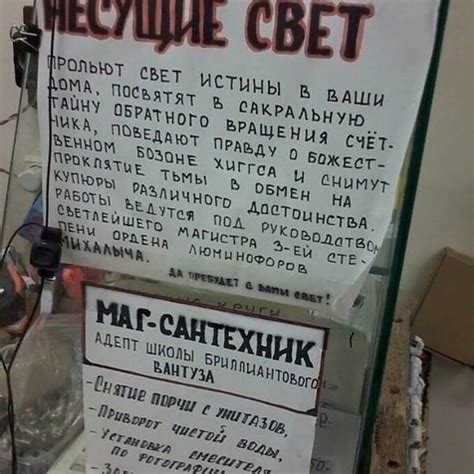 НЕСУЩИЕ СВЕТ
ПРОЛЬЮТ СВЕТ ИСТИНЫ В ВАШИ
ДОМА, ПОСВЯТЯТ В САКРАЛЬНУЮ
ТАЙНУ ОБРАТНОГО ВРАЩЕНИЯ СЧЁТ-
ЧИКА, ПОВЕДАЮТ ПРАВДУ О БОЖЕСТ-
ВЕННОМ БОЗОНЕ ХИГГСА И СНИМУТ
ПРОКЛЯТИЕ ТЬМЫ В ОБМЕН НА
КУПЮРЫ РАЗЛИЧНОГО ДОСТОИНСТВА.
РАБОТЫ ВЕДУТСЯ ПОД РУКОВОДСТВОМ
СВЕТЛЕЙШЕГО МАГИСТРА 3-ЕЙ СТЕ-
ПЕНИ ОРДЕНА ЛЮМИНОФОРОВ
МИХАЛЫЧА.
ДА ПРЕБУДЕТ С ВАМИ СВЕТ!
КРУГИ
МАГ-САНТЕХНИК
АДЕПТ ШКОЛЫ БРИЛЛИАНТОВОГО
ВАНТУЗА
- СНЯТИЕ ПОРЧИ С УНИТАЗОВ,
- ПРИВОРОТ ЧИСТОЙ ВОДЫ,
- УСТАНОВКА СМЕСИТЕЛЯ
ПО ФОТОГРАФИИ